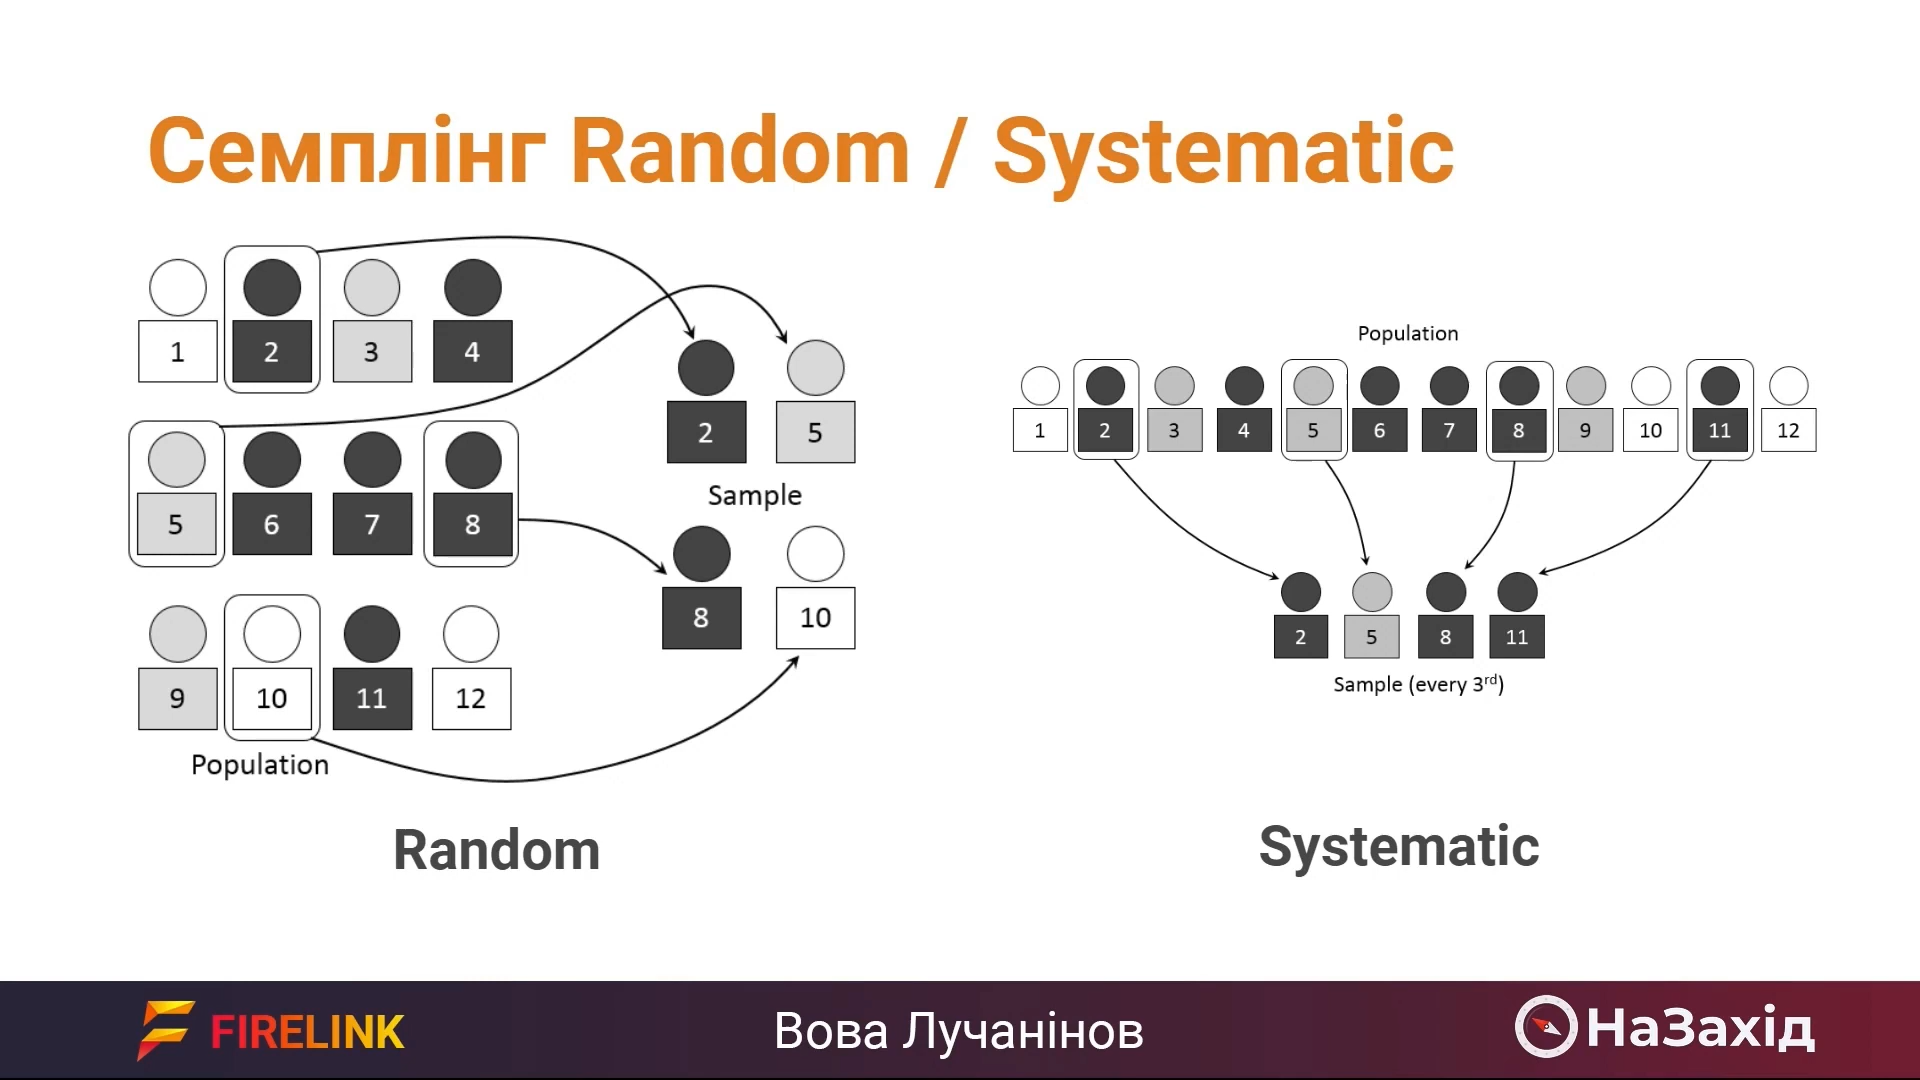 Семплінг Random / Systematic
1 2 3 4
5 6 7 8
9 10 11 12
Population
2 5
Sample
8 10
Random
Population
1 2 3 4 5 6 7 8 9 10 11 12
2 5 8 11
Sample (every 3rd)
Systematic
FIRELINK
Вова Лучанінов
НаЗахід